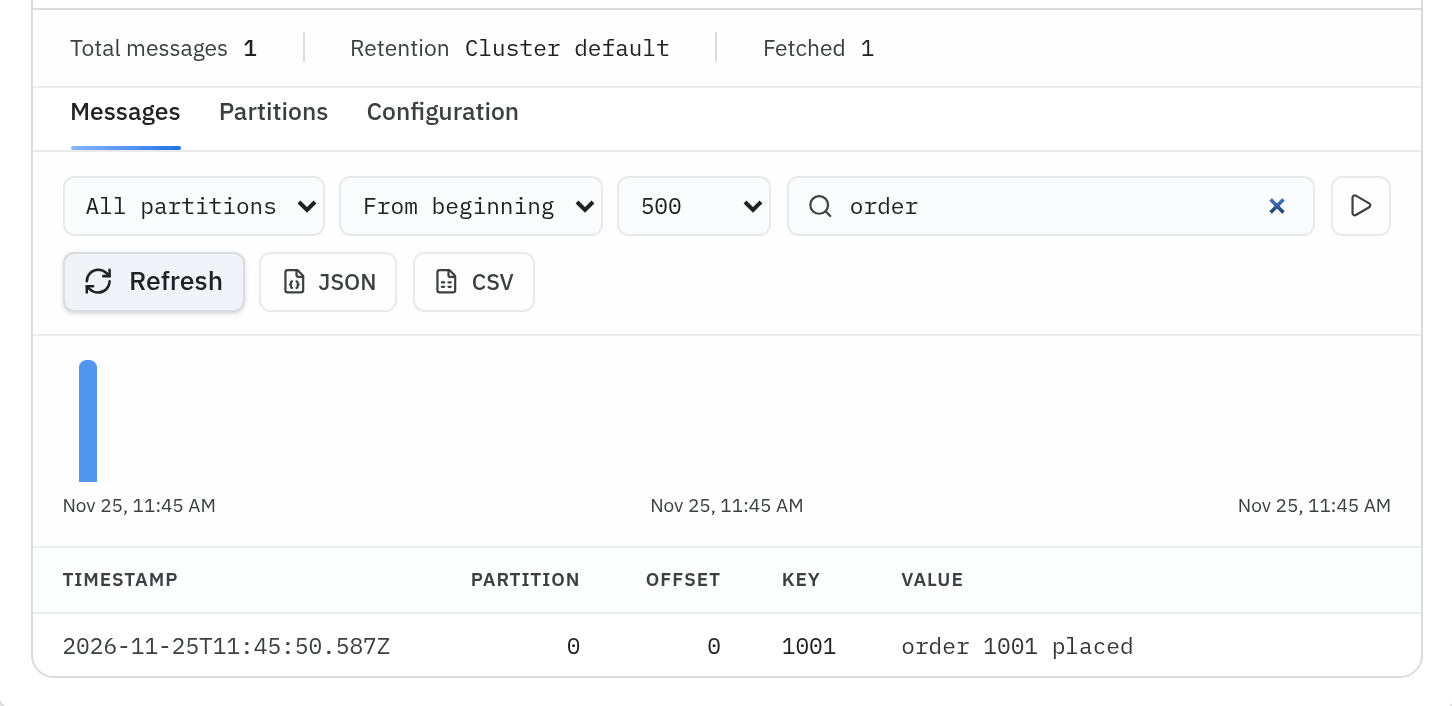 Total messages 1 Retention Cluster default Fetched 1
Messages Partitions Configuration
All partitions From beginning 500 order
Refresh JSON CSV
Nov 25, 11:45 AM Nov 25, 11:45 AM Nov 25, 11:45 AM
TIMESTAMP PARTITION OFFSET KEY VALUE
2026-11-25T11:45:50.587Z 0 0 1001 order 1001 placed